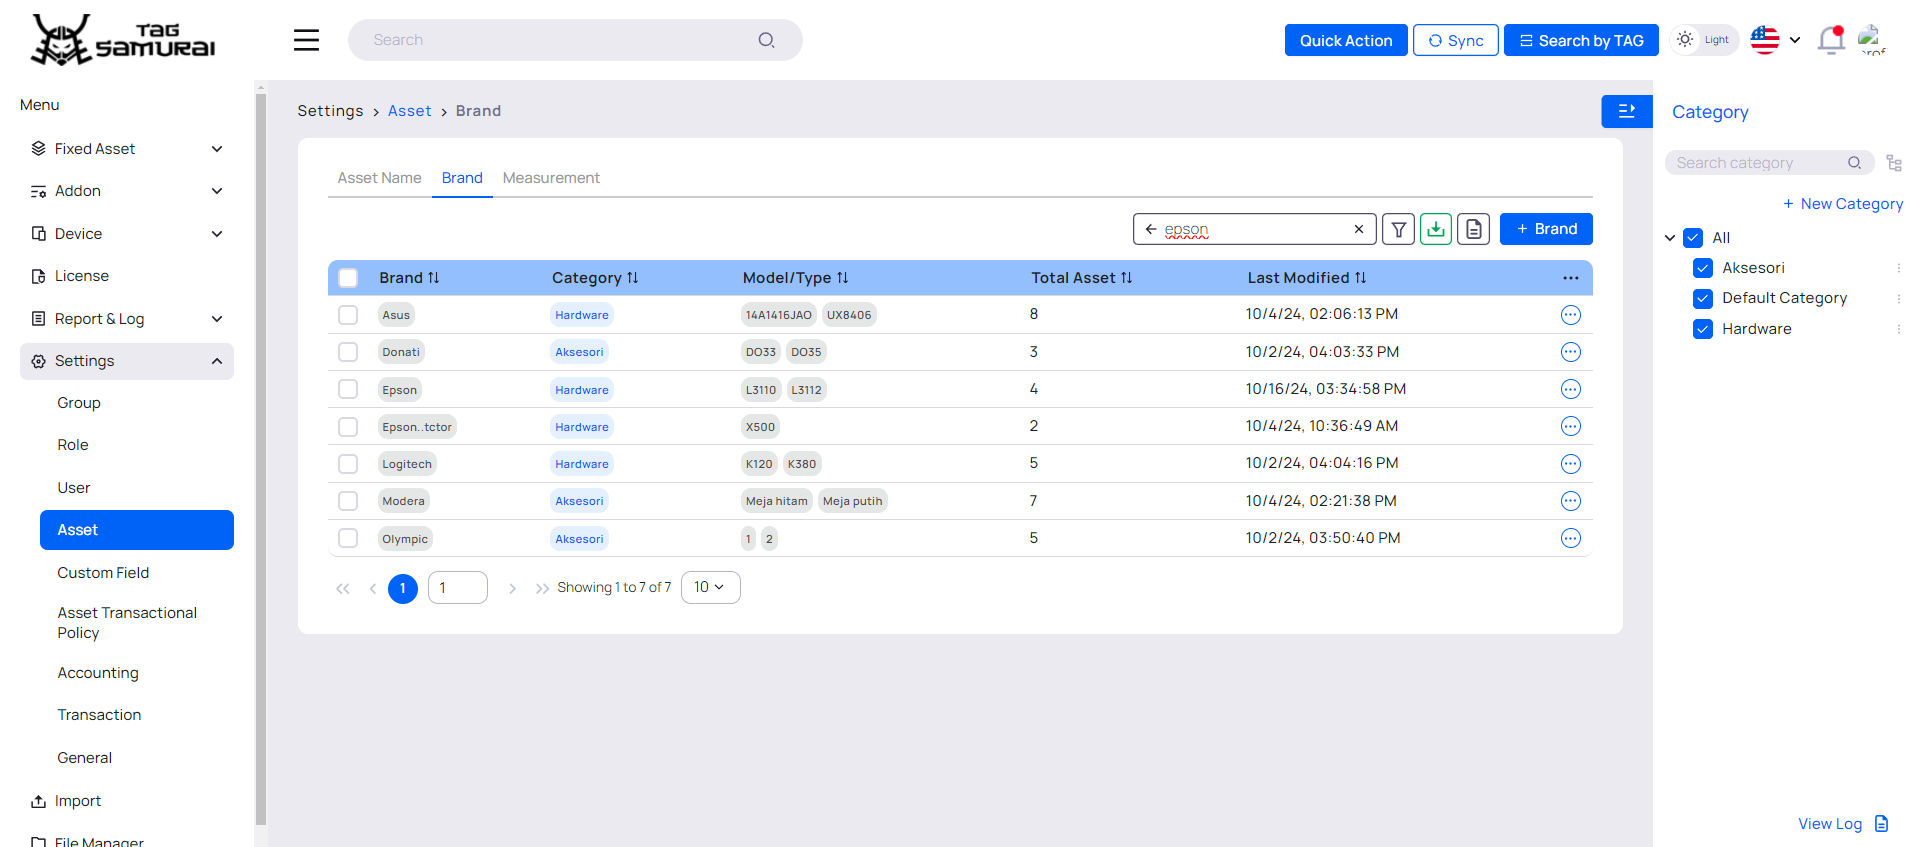 TAG SAMURAI
Search
Quick Action
Sync
Search by TAG
Light
prof
Menu
Fixed Asset
Addon
Device
License
Report & Log
Settings
Group
Role
User
Asset
Custom Field
Asset Transactional
Policy
Accounting
Transaction
General
Import
File Manager
Settings > Asset > Brand
Asset Name Brand Measurement
epson
+ Brand
Brand Category Model/Type Total Asset Last Modified
Asus Hardware 14A1416JAO UX8406 8 10/4/24, 02:06:13 PM
Donati Aksesori DO33 DO35 3 10/2/24, 04:03:33 PM
Epson Hardware L3110 L3112 4 10/16/24, 03:34:58 PM
Epson..tctor Hardware X500 2 10/4/24, 10:36:49 AM
Logitech Hardware K120 K380 5 10/2/24, 04:04:16 PM
Modera Aksesori Meja hitam Meja putih 7 10/4/24, 02:21:38 PM
Olympic Aksesori 1 2 5 10/2/24, 03:50:40 PM
1 1 Showing 1 to 7 of 7 10
Category
Search category
+ New Category
All
Aksesori
Default Category
Hardware
View Log